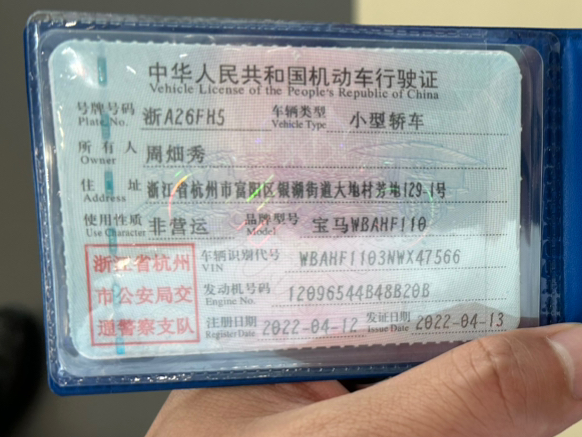 中华人民共和国机动车行驶证
Vehicle License of the People's Republic of China
号牌号码 浙A26FH5 车辆类型 小型轿车
Plate No. Vehicle Type
所有人 周畑秀
Owner
住址 浙江省杭州市富阳区银湖街道大地村芳地129-1号
Address
使用性质 非营运 品牌型号 宝马WBAHF110
Use Character Model
浙江省杭州市公安局交通警察支队
车辆识别代号 WBAHF1103NWX47566
VIN
发动机号码 12096544B48B20B
Engine No.
注册日期 2022-04-12 发证日期 2022-04-13
Register Date Issue Date